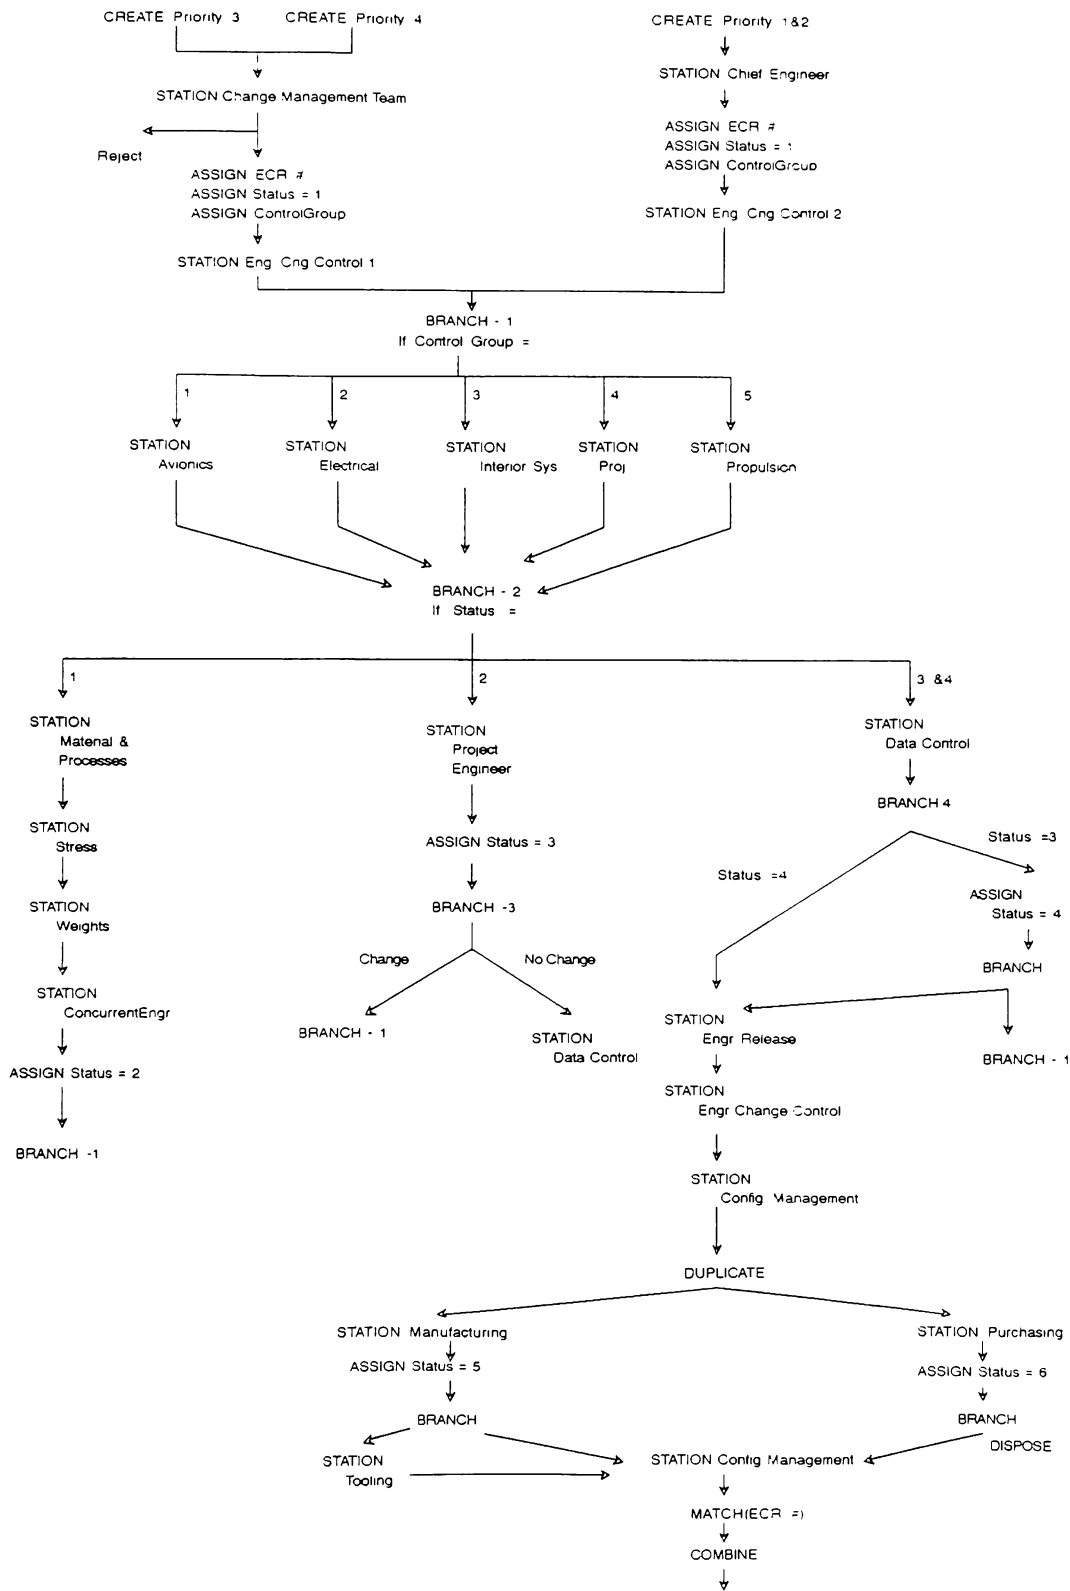 CREATE Priority 3
CREATE Priority 4
CREATE Priority 1&2
STATION Chief Engineer
STATION Change Management Team
Reject
ASSIGN ECR #
ASSIGN Status = 1
ASSIGN ControlGroup
ASSIGN ECR #
ASSIGN Status = 1
ASSIGN ControlGroup
STATION Eng Cng Control 2
STATION Eng Cng Control 1
BRANCH - 1
If Control Group =
1
2
3
4
5
STATION
Avionics
STATION
Electrical
STATION
Interior Sys
STATION
Proj
STATION
Propulsion
BRANCH - 2
If Status =
1
2
3 &4
STATION
Material &
Processes
STATION
Project
Engineer
STATION
Data Control
STATION
Stress
ASSIGN Status = 3
BRANCH 4
Status =3
Status =4
STATION
Weights
BRANCH -3
ASSIGN
Status = 4
Change
No Change
BRANCH
STATION
ConcurrentEngr
BRANCH - 1
STATION
Data Control
STATION
Engr Release
BRANCH - 1
ASSIGN Status = 2
STATION
Engr Change Control
BRANCH -1
STATION
Config Management
DUPLICATE
STATION Manufacturing
STATION Purchasing
ASSIGN Status = 5
ASSIGN Status = 6
BRANCH
BRANCH
DISPOSE
STATION
Tooling
STATION Config Management
MATCH(ECR #)
COMBINE